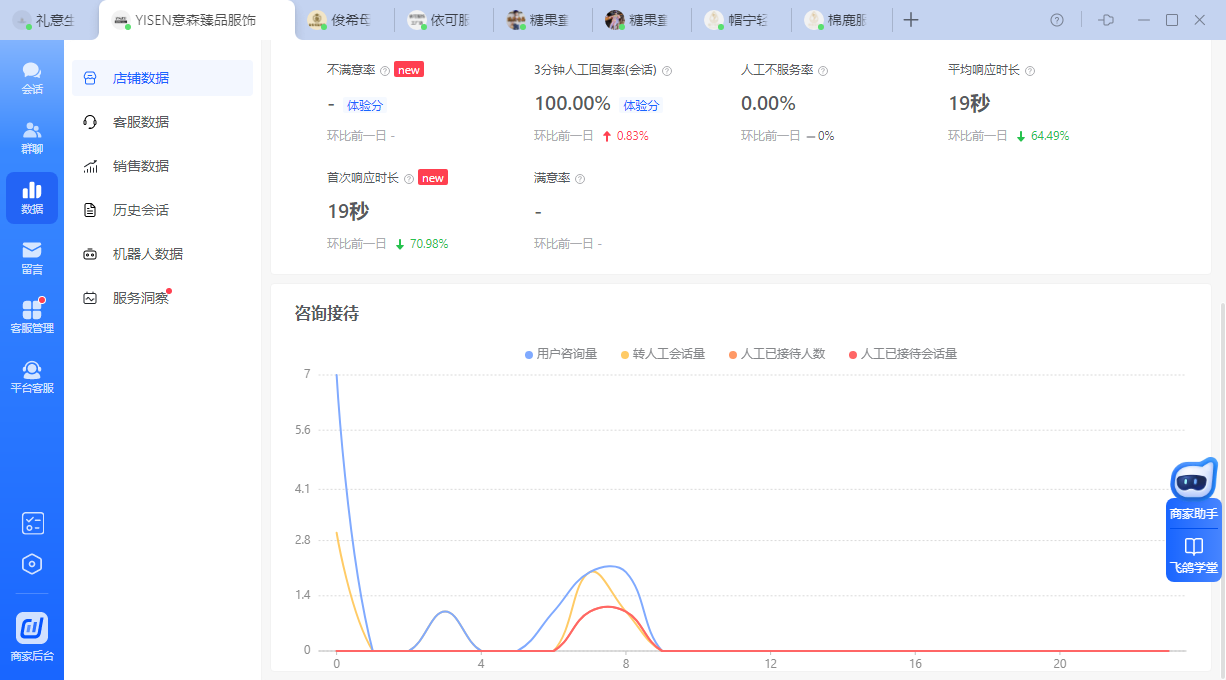 礼意生
YISEN意森臻品服饰
俊希母
依可服
糖果童
糖果童
帽宁轻
棉鹿服
会话
群聊
数据
留言
客服管理
平台客服
商家后台
店铺数据
客服数据
销售数据
历史会话
机器人数据
服务洞察
不满意率 new
3分钟人工回复率(会话)
人工不服务率
平均响应时长
- 体验分
100.00% 体验分
0.00%
19秒
环比前一日 -
环比前一日 0.83%
环比前一日 0%
环比前一日 64.49%
首次响应时长 new
满意率
19秒
-
环比前一日 70.98%
环比前一日 -
咨询接待
用户咨询量 转人工会话量 人工已接待人数 人工已接待会话量
7
5.6
4.1
2.8
1.4
0
0 4 8 12 16 20
商家助手
飞鸽学堂